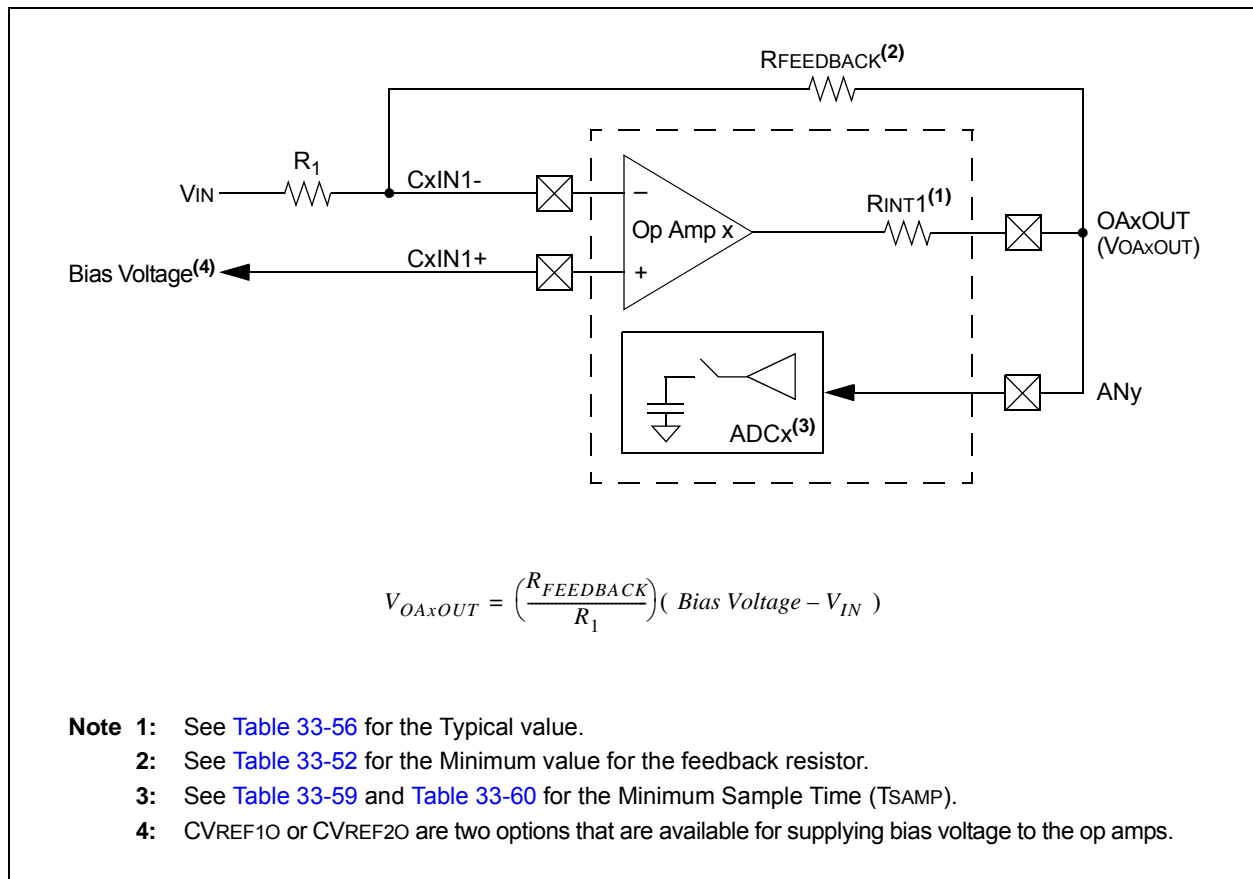 RFEEDBACK(2)
R1
VIN
CxIN1-
−
Op Amp x
RINT1(1)
OAxOUT
(VOAxOUT)
Bias Voltage(4)
CxIN1+
+
ADCx(3)
ANy
V_OAxOUT = (R_FEEDBACK / R_1)( Bias Voltage – V_IN )
Note 1: See Table 33-56 for the Typical value.
2: See Table 33-52 for the Minimum value for the feedback resistor.
3: See Table 33-59 and Table 33-60 for the Minimum Sample Time (TSAMP).
4: CVREF1O or CVREF2O are two options that are available for supplying bias voltage to the op amps.